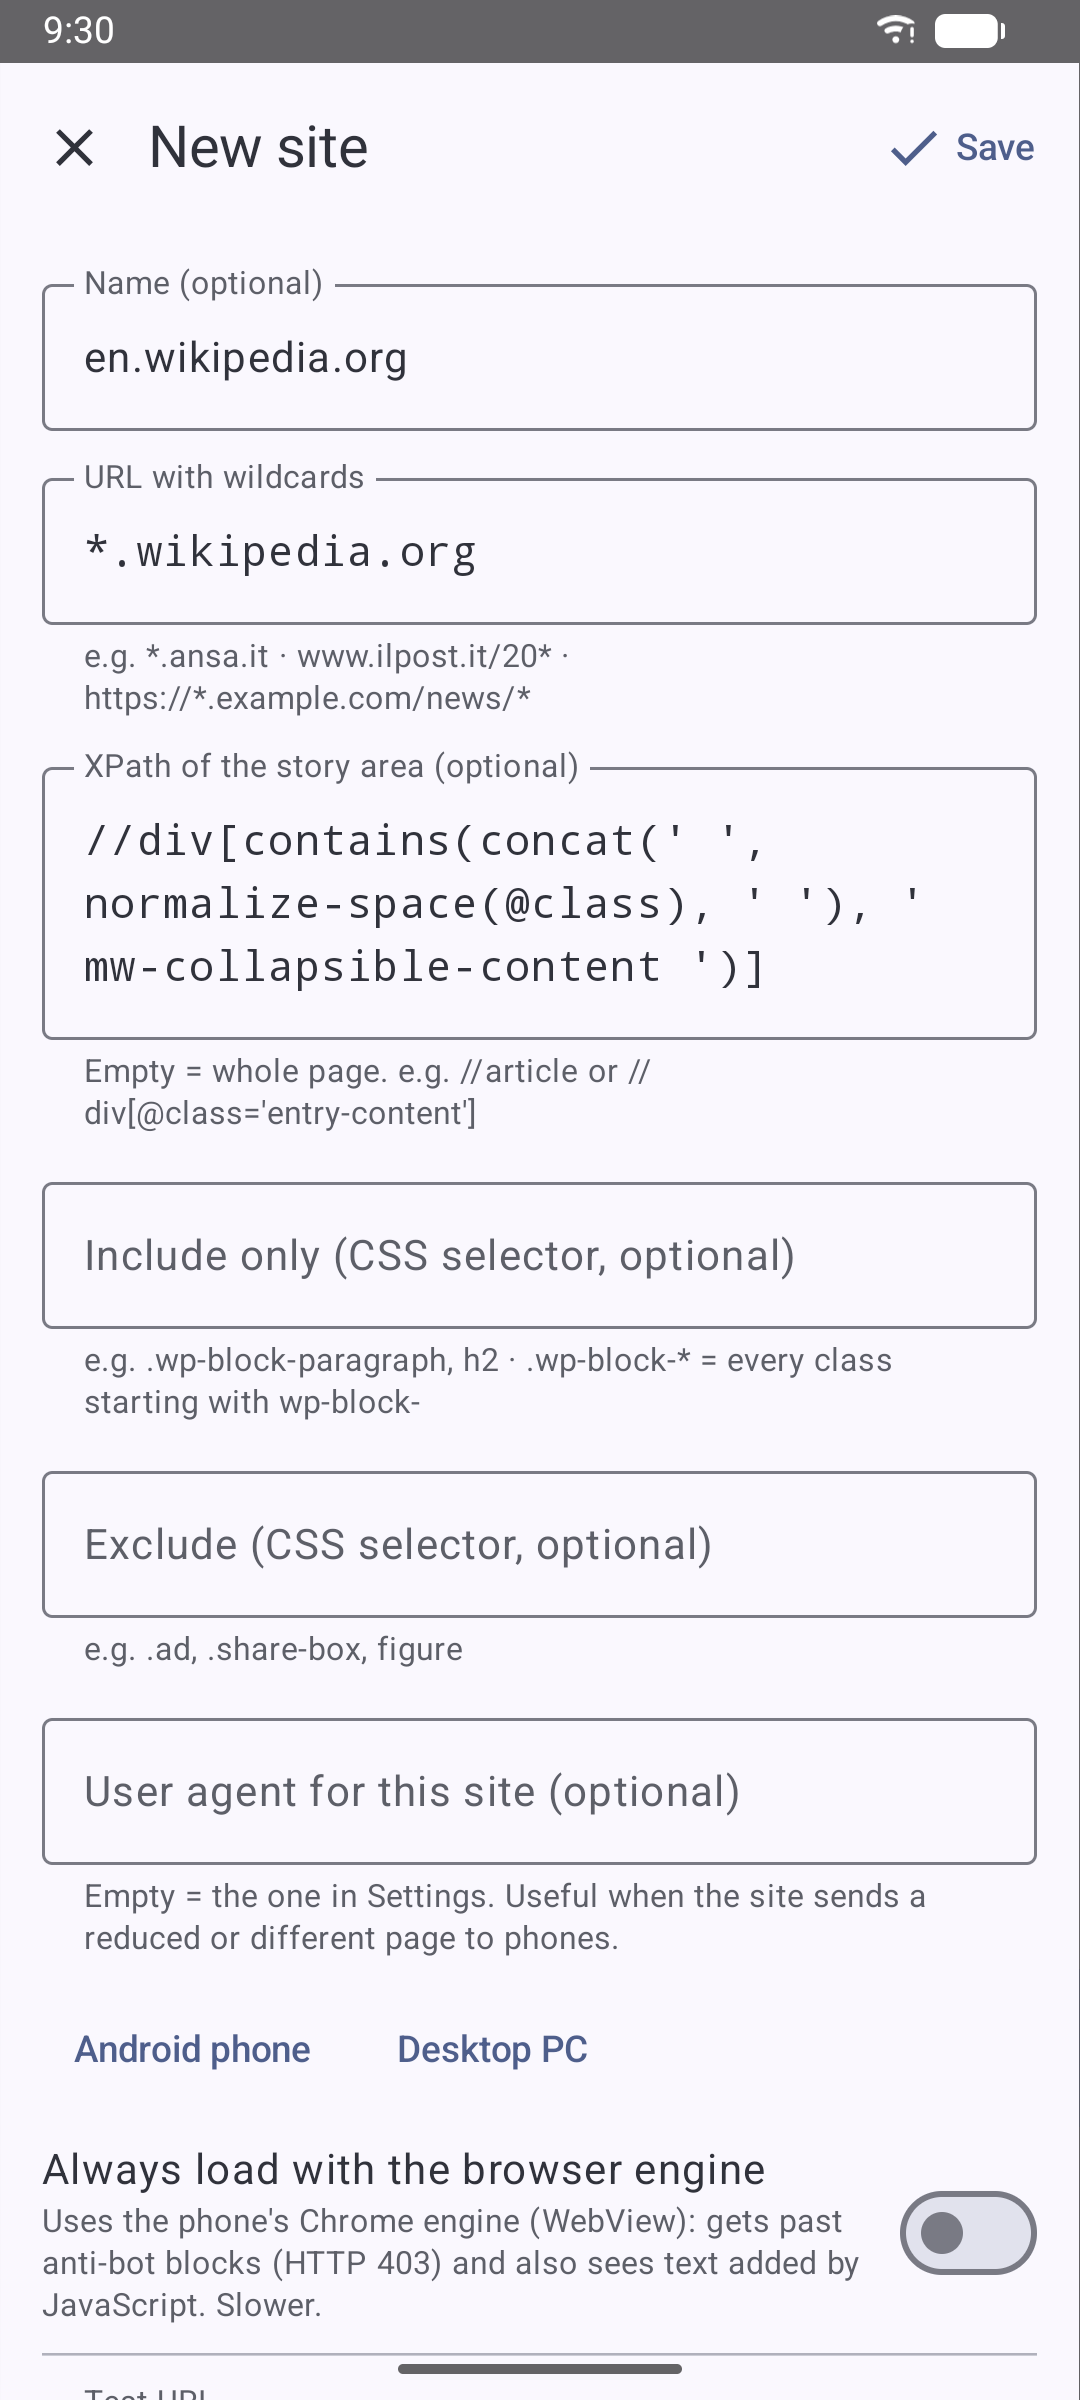 9:30
New site
Save
Name (optional)
en.wikipedia.org
URL with wildcards
*.wikipedia.org
e.g. *.ansa.it · www.ilpost.it/20* ·
https://*.example.com/news/*
XPath of the story area (optional)
//div[contains(concat(' ',
normalize-space(@class), ' '), '
mw-collapsible-content ')]
Empty = whole page. e.g. //article or //
div[@class='entry-content']
Include only (CSS selector, optional)
e.g. .wp-block-paragraph, h2 · .wp-block-* = every class
starting with wp-block-
Exclude (CSS selector, optional)
e.g. .ad, .share-box, figure
User agent for this site (optional)
Empty = the one in Settings. Useful when the site sends a
reduced or different page to phones.
Android phone
Desktop PC
Always load with the browser engine
Uses the phone's Chrome engine (WebView): gets past
anti-bot blocks (HTTP 403) and also sees text added by
JavaScript. Slower.
Test URL